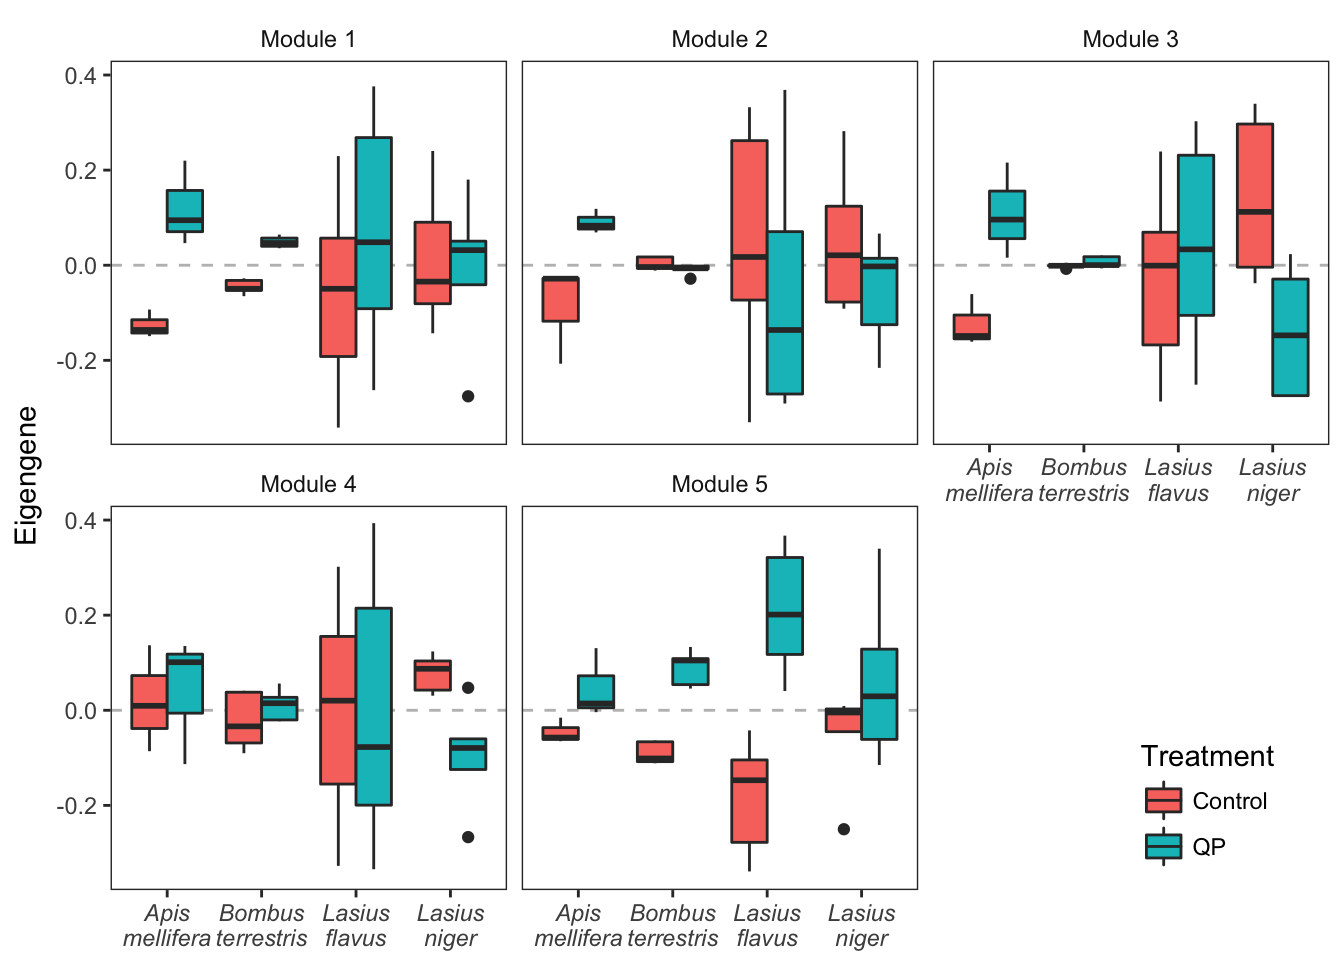 Module 1
Module 2
Module 3
Eigengene
0.4
0.2
0.0
-0.2
Apis mellifera
Bombus terrestris
Lasius flavus
Lasius niger
Module 4
Module 5
0.4
0.2
0.0
-0.2
Apis mellifera
Bombus terrestris
Lasius flavus
Lasius niger
Apis mellifera
Bombus terrestris
Lasius flavus
Lasius niger
Treatment
Control
QP